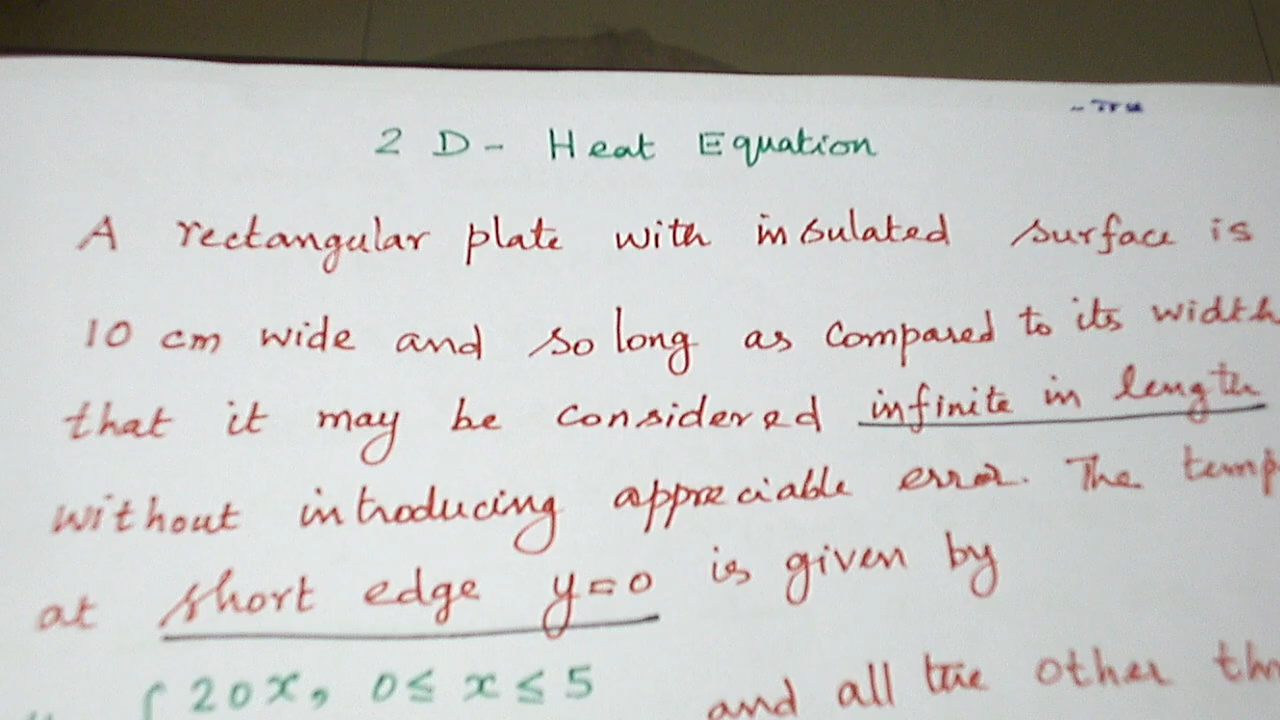 2 D - Heat Equation
A rectangular plate with insulated surface is
10 cm wide and so long as compared to its width
that it may be considered infinite in length
without introducing appreciable error. The temp
at short edge y=0 is given by
20x, 0≤ x ≤ 5 and all the other